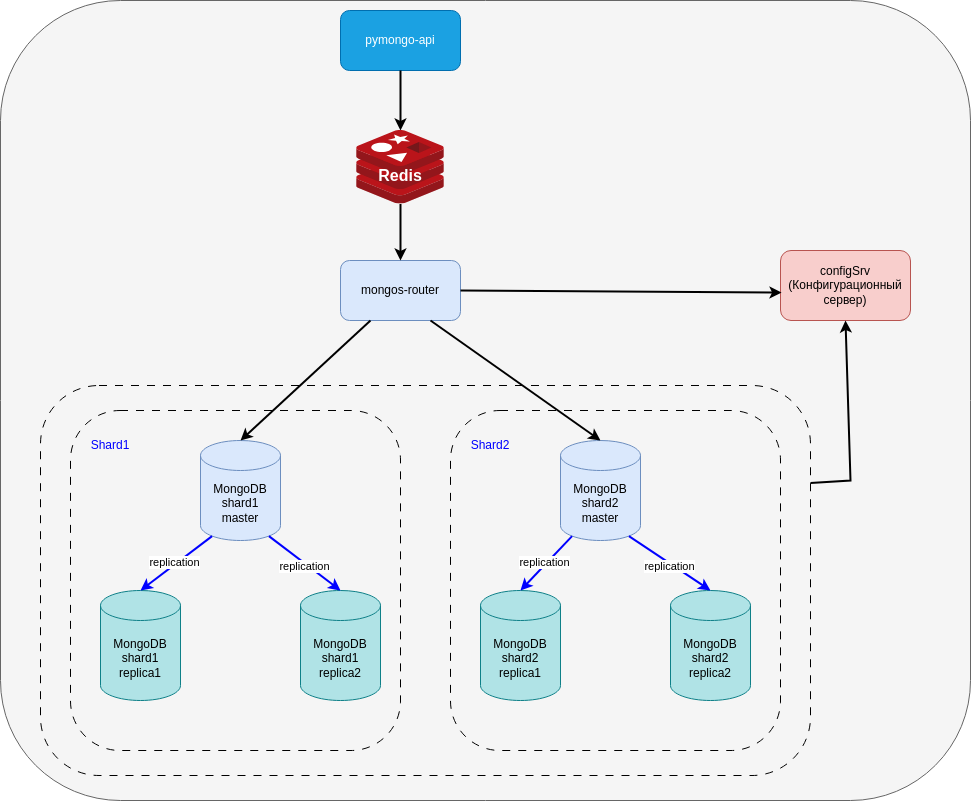 pymongo-api
Redis
mongos-router
configSrv
(Конфигурационный
сервер)
Shard1
Shard2
MongoDB
shard1
master
MongoDB
shard2
master
replication
replication
replication
replication
MongoDB
shard1
replica1
MongoDB
shard1
replica2
MongoDB
shard2
replica1
MongoDB
shard2
replica2